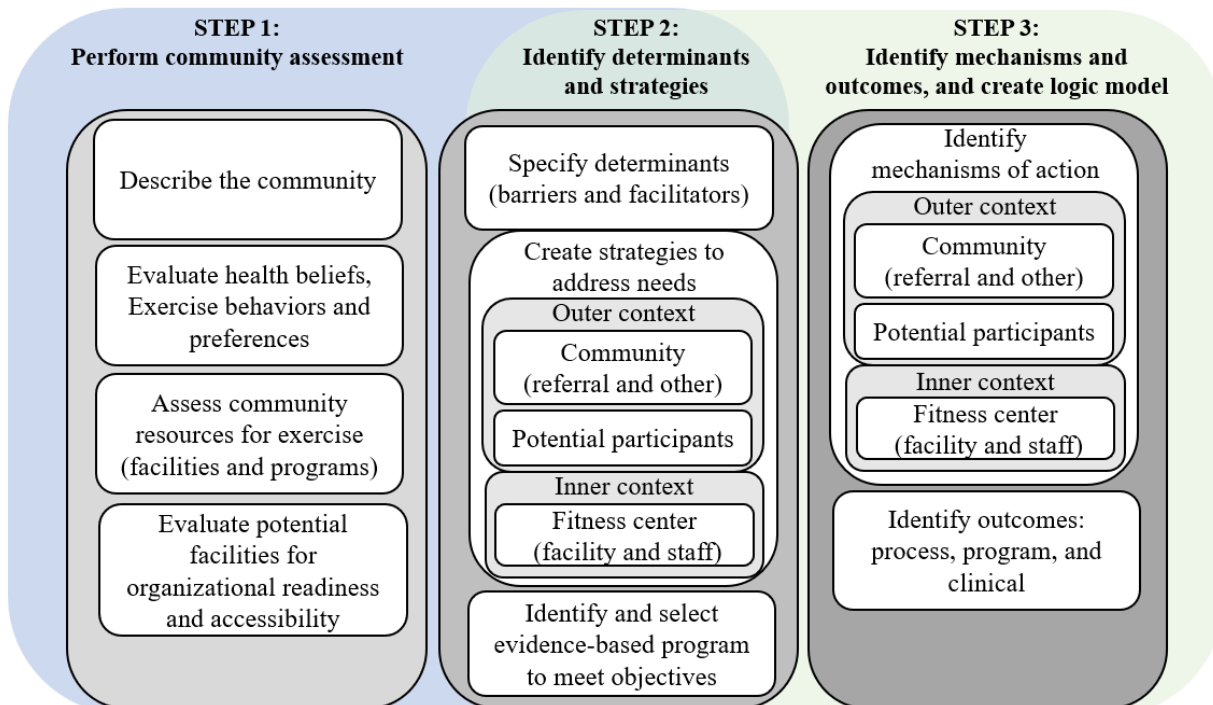 STEP 1:
Perform community assessment
Describe the community
Evaluate health beliefs,
Exercise behaviors and
preferences
Assess community
resources for exercise
(facilities and programs)
Evaluate potential
facilities for
organizational readiness
and accessibility
STEP 2:
Identify determinants
and strategies
Specify determinants
(barriers and facilitators)
Create strategies to
address needs
Outer context
Community
(referral and other)
Potential participants
Inner context
Fitness center
(facility and staff)
Identify and select
evidence-based program
to meet objectives
STEP 3:
Identify mechanisms and
outcomes, and create logic model
Identify
mechanisms of action
Outer context
Community
(referral and other)
Potential participants
Inner context
Fitness center
(facility and staff)
Identify outcomes:
process, program, and
clinical